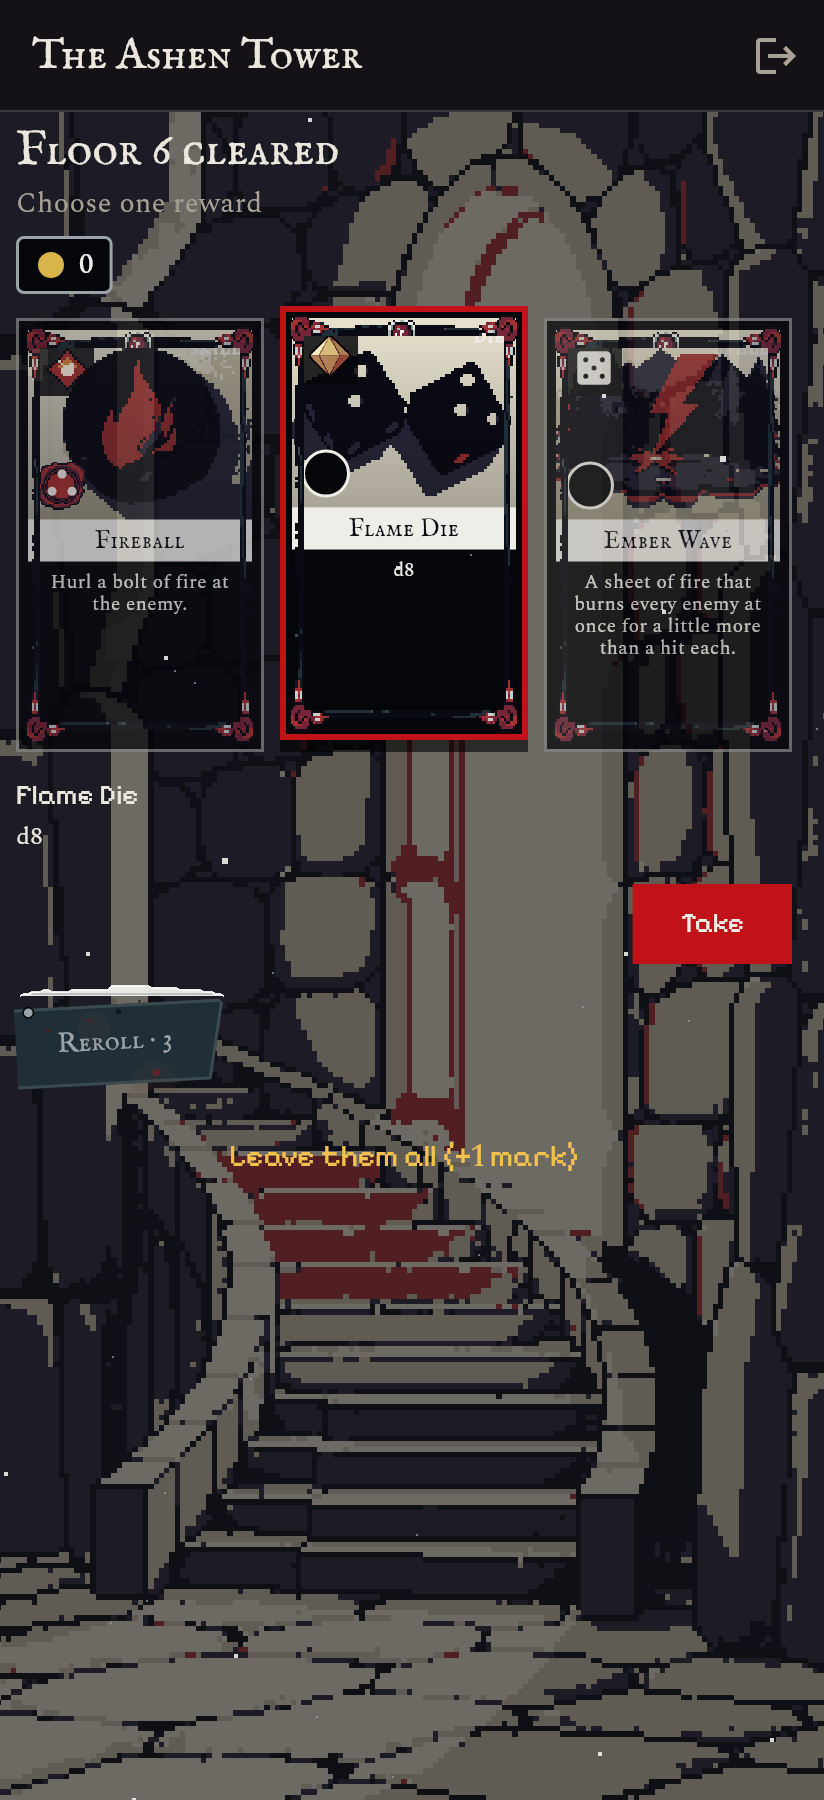 The Ashen Tower
Floor 6 cleared
Choose one reward
0
SKILL
DIE
Fireball
Flame Die
Ember Wave
Hurl a bolt of fire at
the enemy.
d8
A sheet of fire that
burns every enemy at
once for a little more
than a hit each.
Flame Die
d8
Take
Reroll · 3
Leave them all (+1 mark)